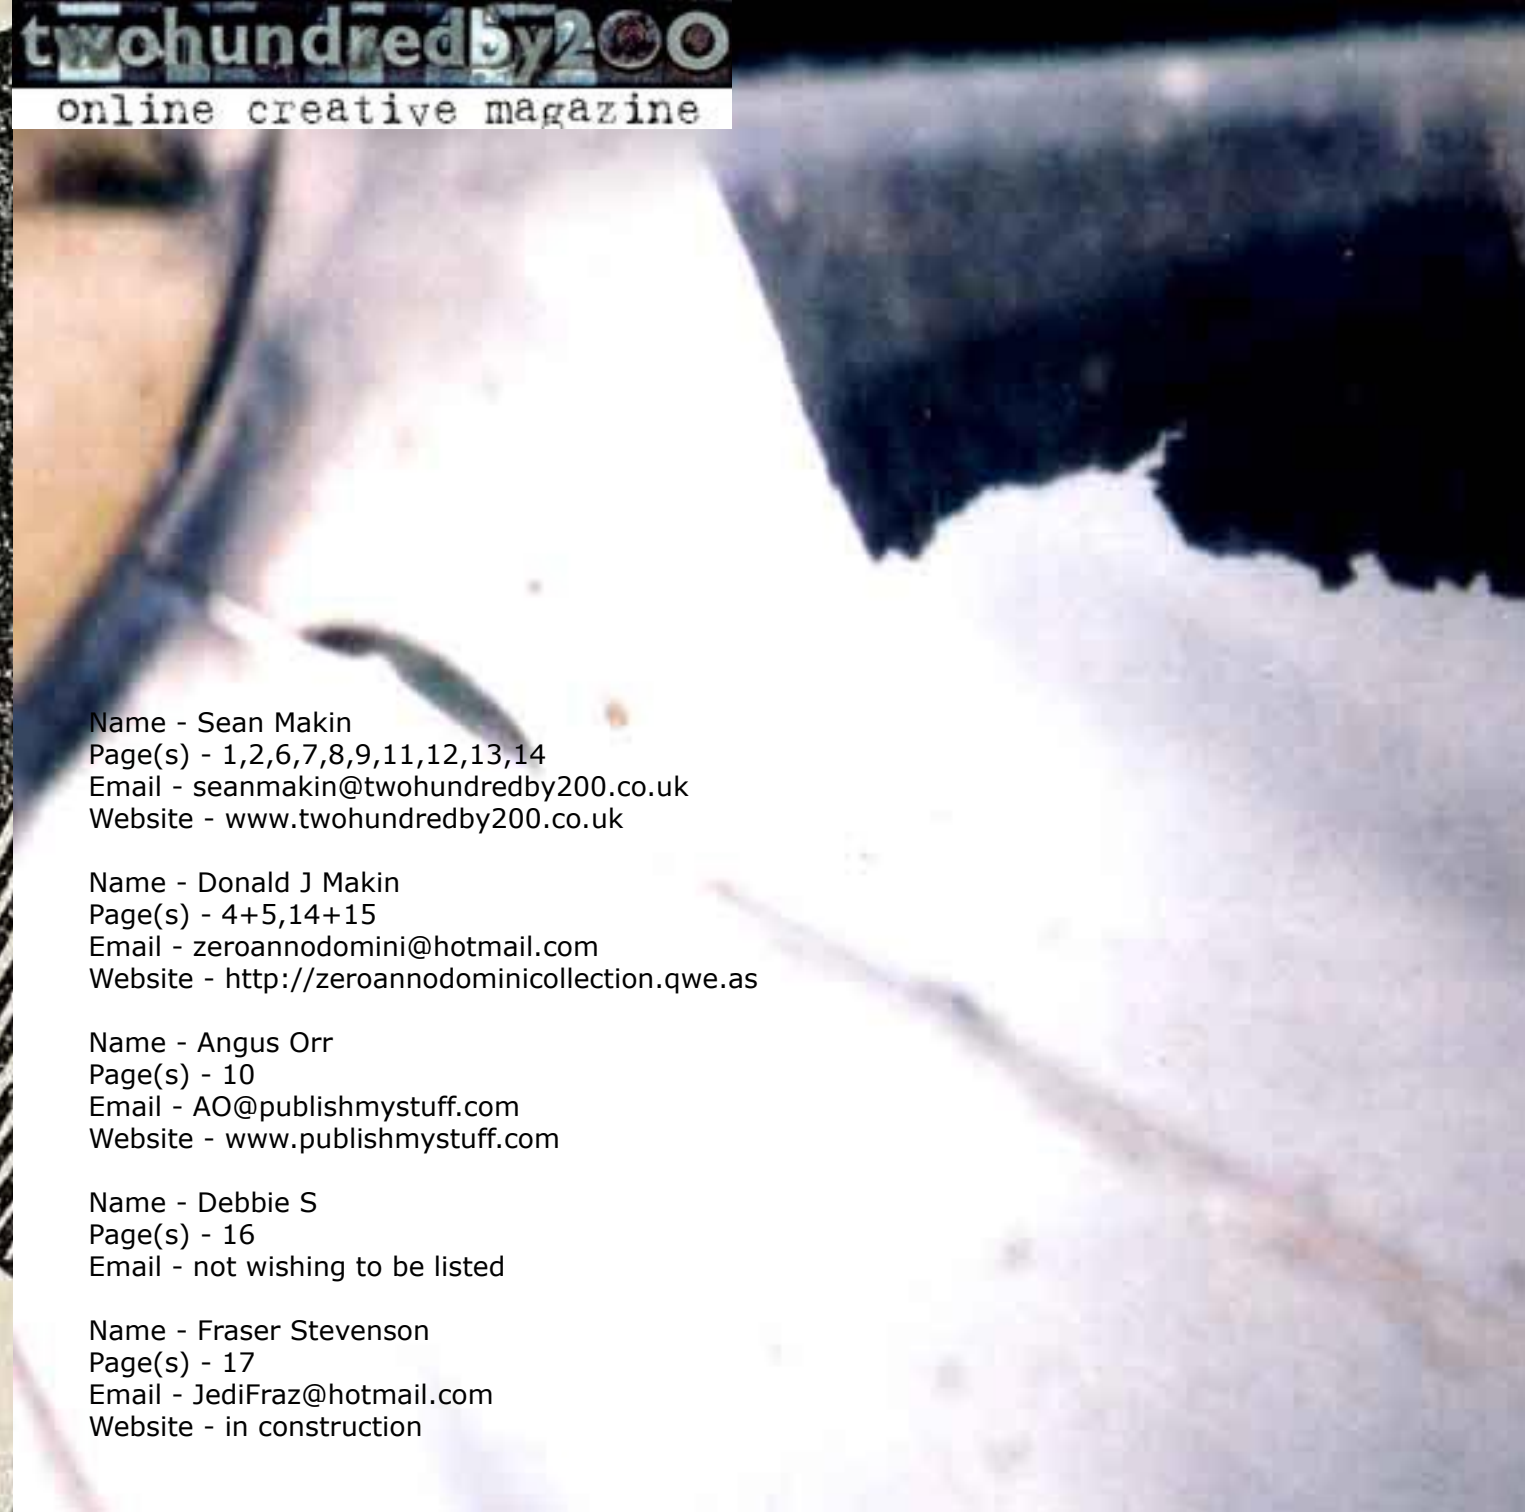 twohundredby200
online creative magazine
Name - Sean Makin
Page(s) - 1,2,6,7,8,9,11,12,13,14
Email - seanmakin@twohundredby200.co.uk
Website - www.twohundredby200.co.uk
Name - Donald J Makin
Page(s) - 4+5,14+15
Email - zeroannodomini@hotmail.com
Website - http://zeroannodominicollection.qwe.as
Name - Angus Orr
Page(s) - 10
Email - AO@publishmystuff.com
Website - www.publishmystuff.com
Name - Debbie S
Page(s) - 16
Email - not wishing to be listed
Name - Fraser Stevenson
Page(s) - 17
Email - JediFraz@hotmail.com
Website - in construction